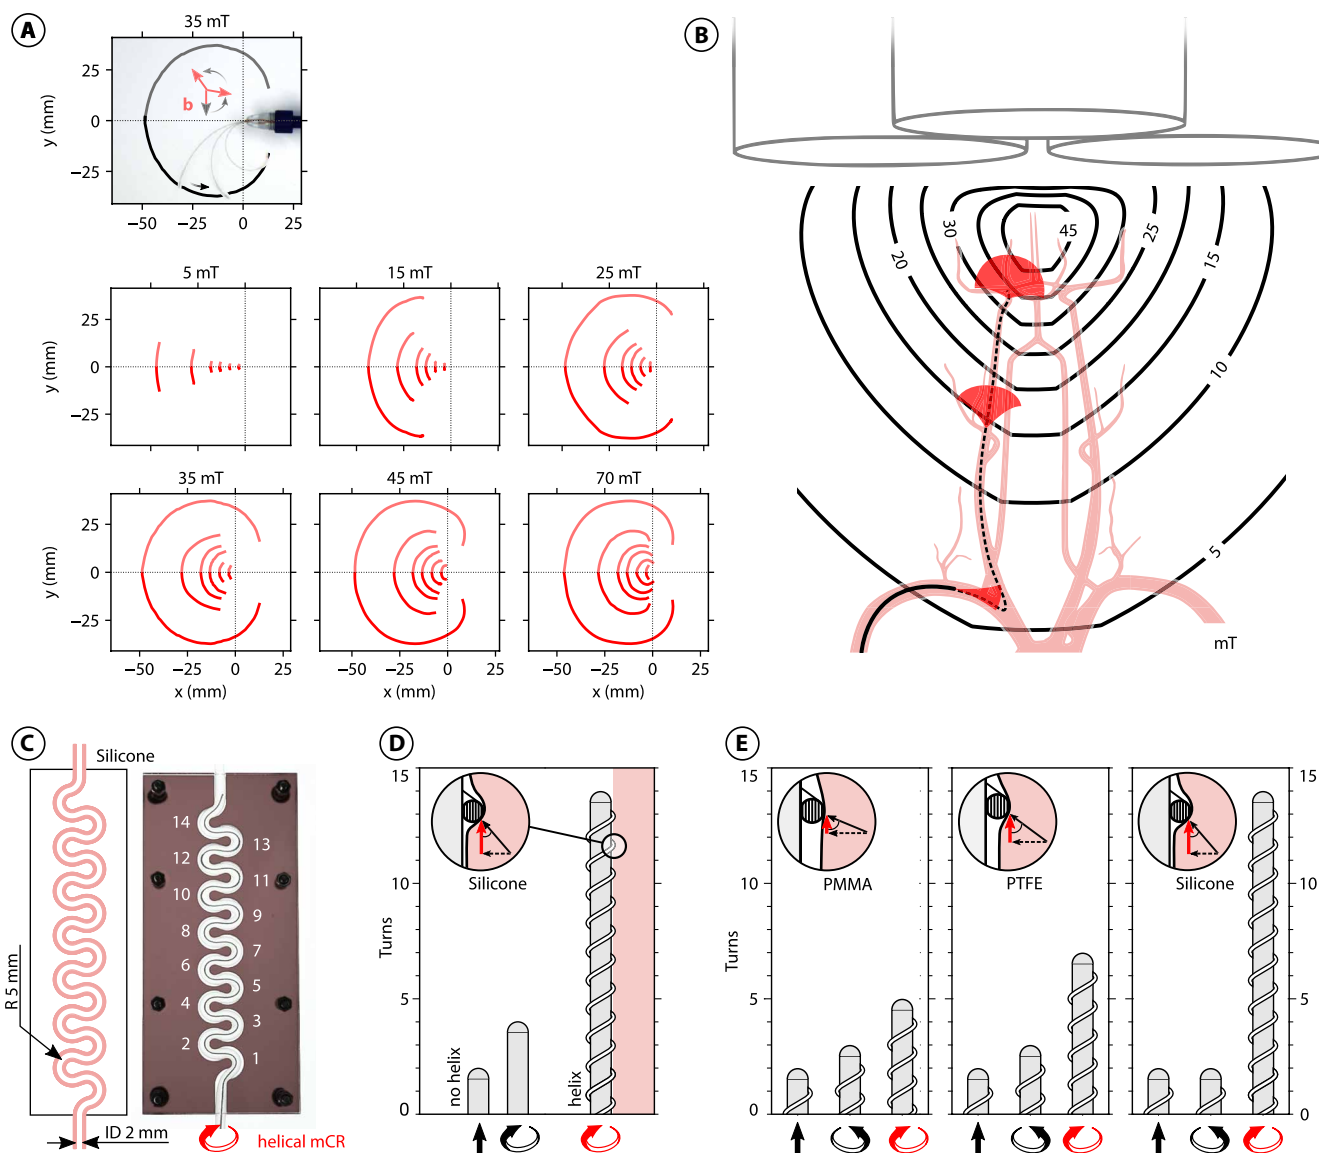 A
35 mT
y (mm)
25
0
−25
b
−50
−25
0
25
5 mT
15 mT
25 mT
y (mm)
25
0
−25
35 mT
45 mT
70 mT
y (mm)
25
0
−25
−50
−25
0
25
−50
−25
0
25
−50
−25
0
25
x (mm)
x (mm)
x (mm)
B
30
45
25
20
15
10
5
mT
C
Silicone
R 5 mm
ID 2 mm
14
13
12
11
10
9
8
7
6
5
4
3
2
1
helical mCR
D
15
10
5
0
Turns
Silicone
no helix
helix
E
15
10
5
0
Turns
PMMA
PTFE
Silicone
15
10
5
0